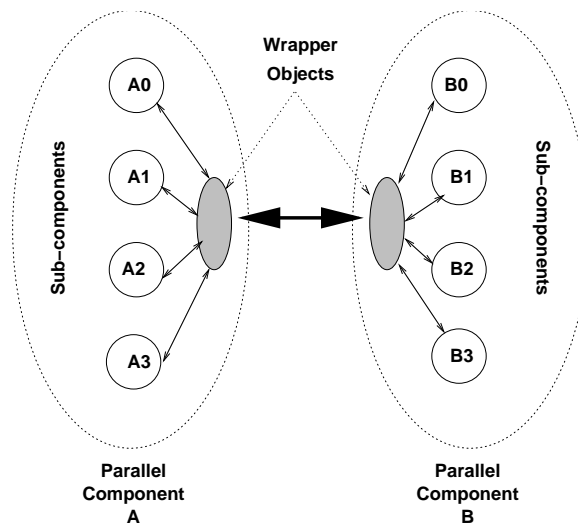 Wrapper
Objects
A0
A1
A2
A3
Sub-components
B0
B1
B2
B3
Sub-components
Parallel
Component
A
Parallel
Component
B